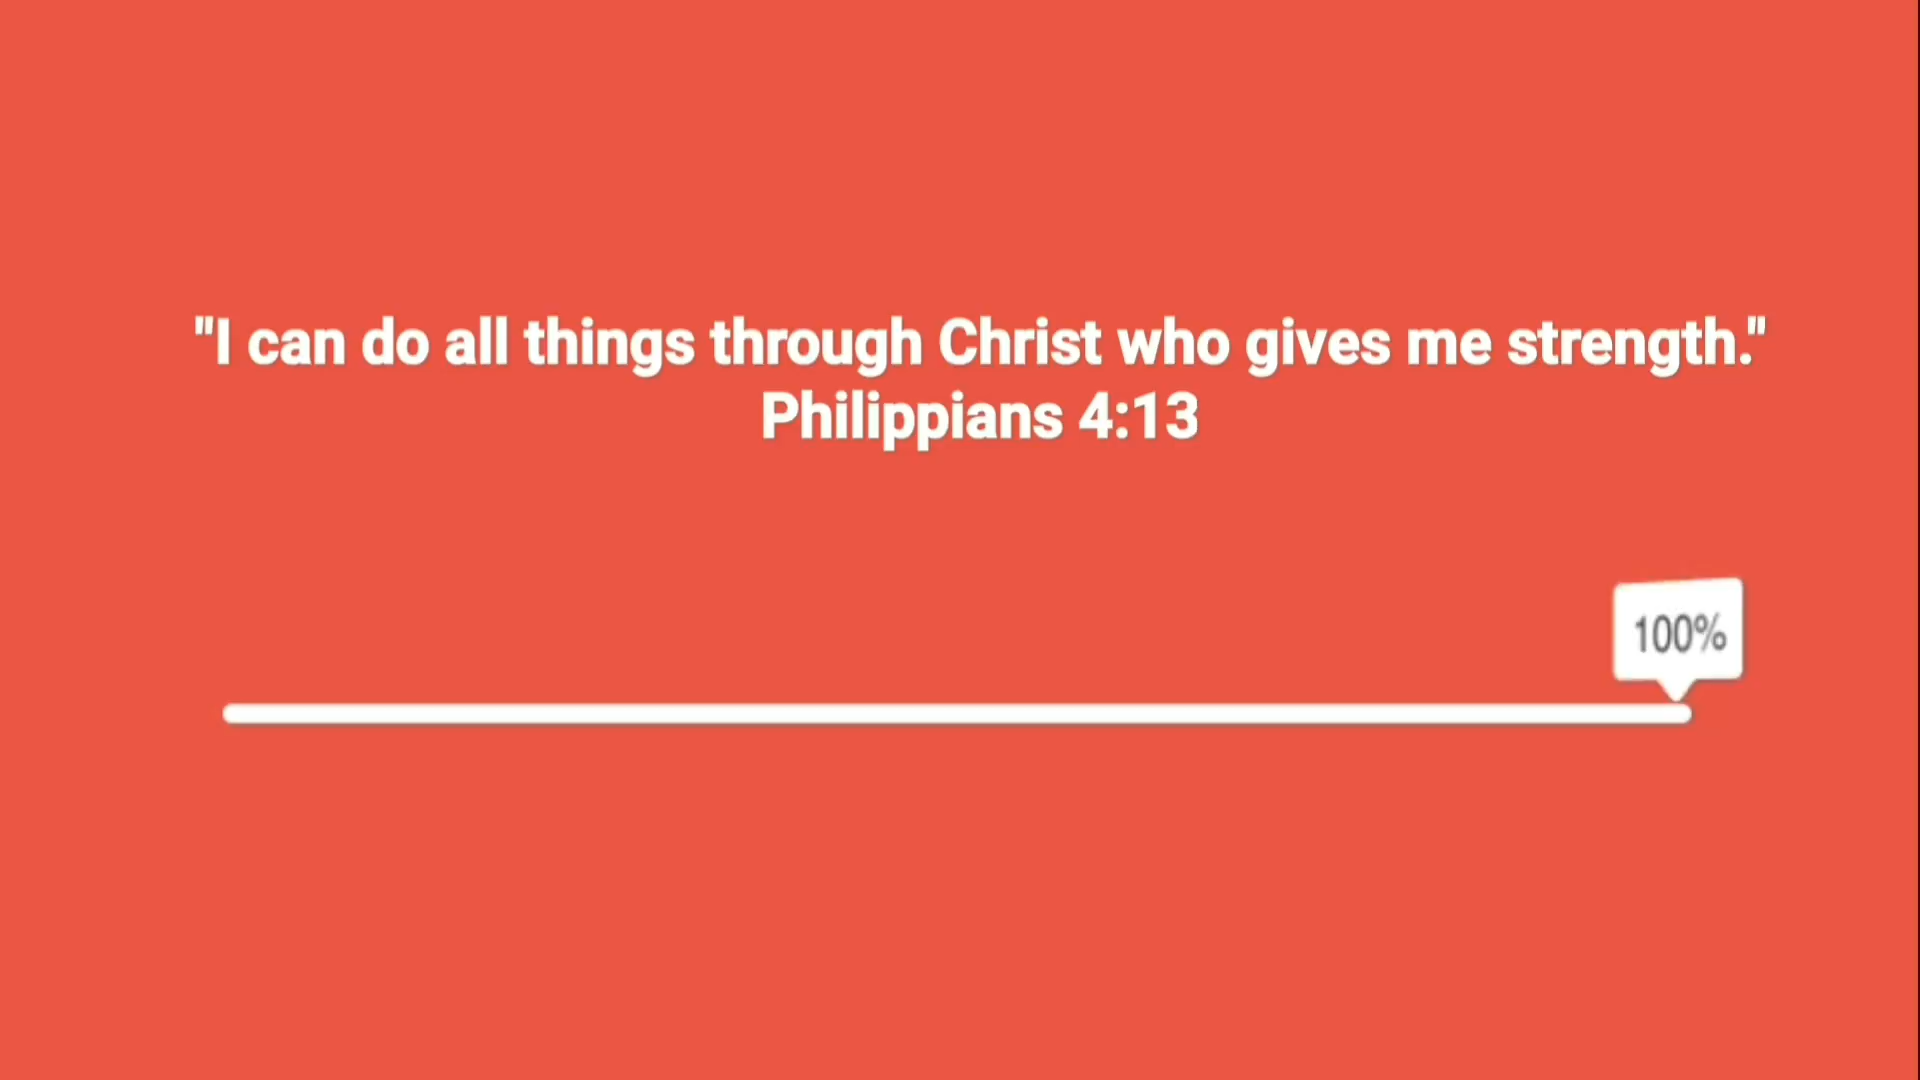 "I can do all things through Christ who gives me strength."
Philippians 4:13
100%